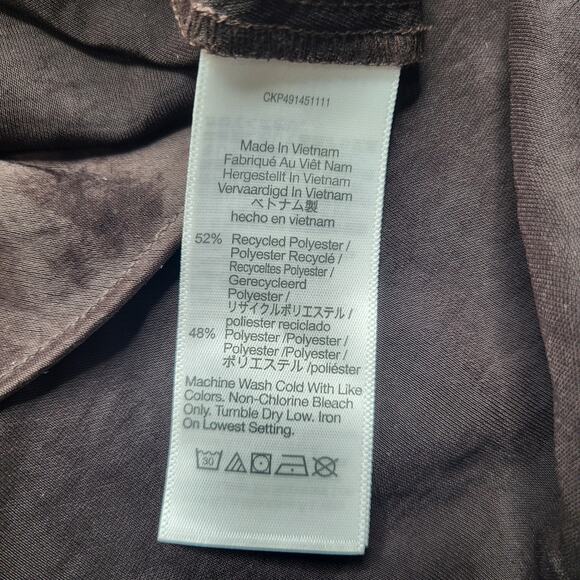 CKP491451111
Made In Vietnam
Fabriqué Au Viêt Nam
Hergestellt In Vietnam
Vervaardigd In Vietnam
ベトナム製
hecho en vietnam
52% Recycled Polyester /
Polyester Recyclé /
Recyceltes Polyester /
Gerecycleerd
Polyester /
リサイクルポリエステル /
poliester reciclado
48% Polyester /Polyester /
Polyester /Polyester /
ポリエステル /poliéster
Machine Wash Cold With Like
Colors. Non-Chlorine Bleach
Only. Tumble Dry Low. Iron
On Lowest Setting.
30